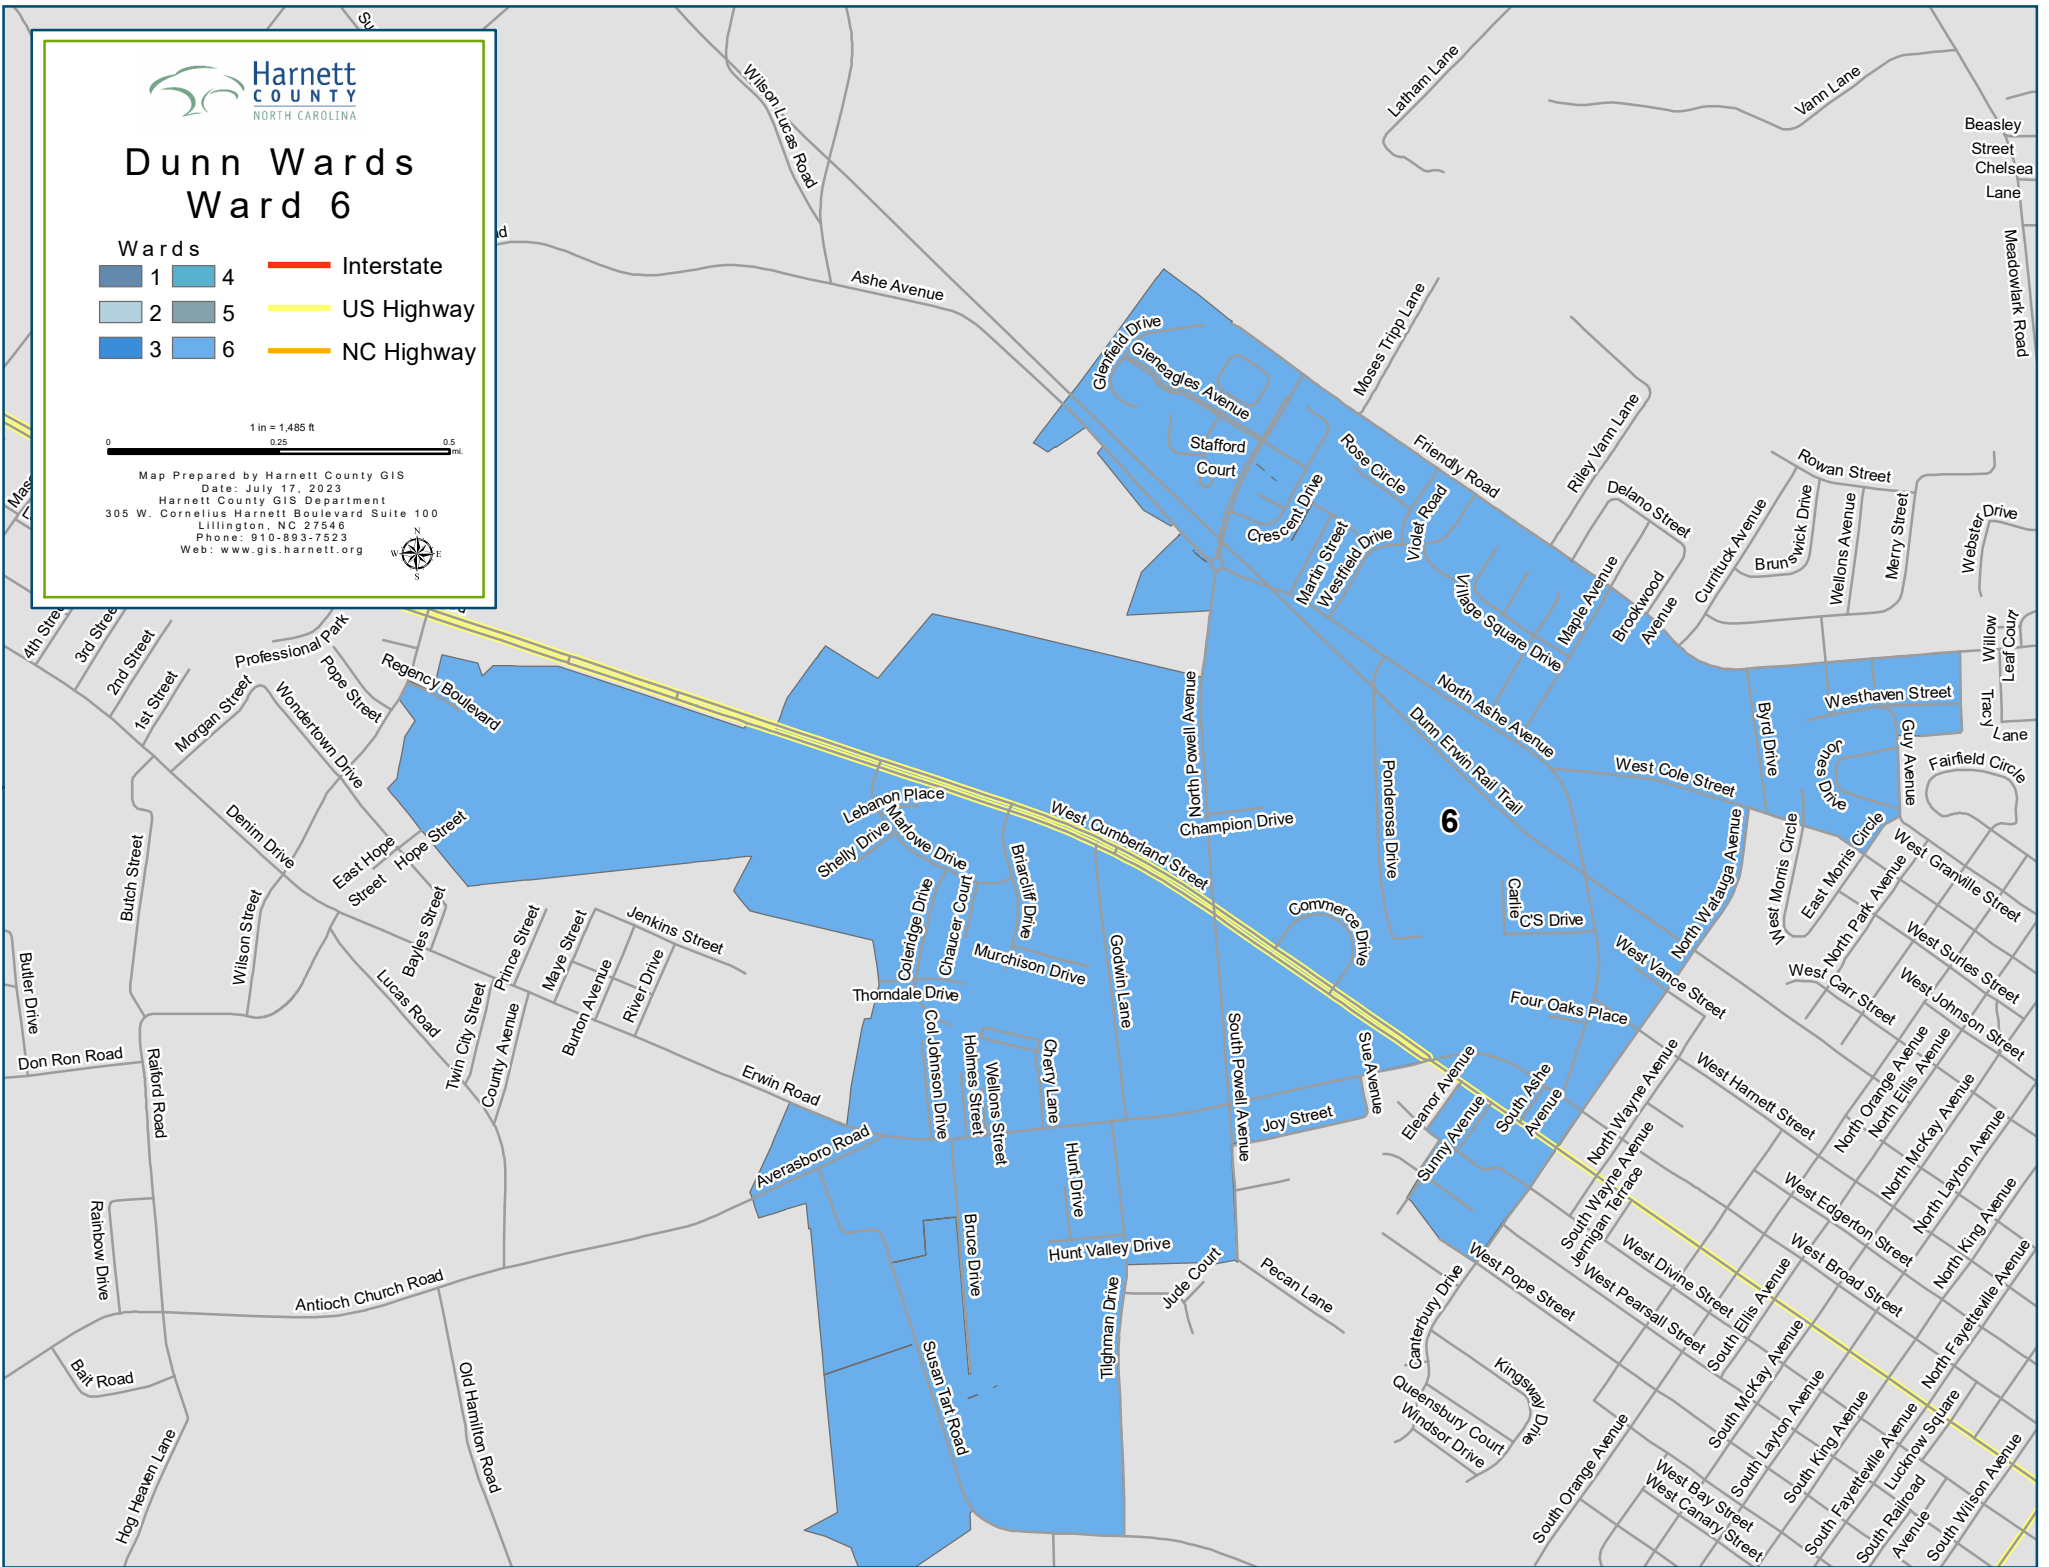 Harnett
COUNTY
NORTH CAROLINA
Dunn Wards
Ward 6
Wards
1
4
2
5
3
6
Interstate
US Highway
NC Highway
1 in = 1,485 ft
0
0.25
0.5
mi.
Map Prepared by Harnett County GIS
Date: July 17, 2023
Harnett County GIS Department
305 W. Cornelius Harnett Boulevard Suite 100
Lillington, NC 27546
Phone: 910-893-7523
Web: www.gis.harnett.org
N
W
E
S
Wilson Lucas Road
Latham Lane
Vann Lane
Beasley
Street
Chelsea
Lane
Meadowlark Road
Ashe Avenue
Moses Tripp Lane
Glenfield Drive
Gleneagles Avenue
Stafford
Court
Rose Circle
Friendly Road
Riley Vann Lane
Crescent Drive
Martin Street
Westfield Drive
Violet Road
Delano Street
Rowan Street
Currituck Avenue
Brunswick Drive
Wellons Avenue
Merry Street
Webster Drive
Village Square Drive
Maple Avenue
Brookwood
Avenue
Willow
Leaf Court
Tracy
Lane
4th Street
3rd Street
2nd Street
1st Street
Professional Park
Pope Street
Regency Boulevard
Morgan Street
Wondertown Drive
North Powell Avenue
North Ashe Avenue
Dunn Erwin Rail Trail
Ponderosa Drive
6
West Cole Street
Byrd Drive
Westhaven Street
Jones Drive
Guy Avenue
Fairfield Circle
Lebanon Place
Marlowe Drive
Shelly Drive
West Cumberland Street
Champion Drive
Denim Drive
Butch Street
East Hope
Street
Hope Street
Briarcliff Drive
Coleridge Drive
Chaucer Court
Murchison Drive
Thorndale Drive
Godwin Lane
Commerce Drive
Carlie
C'S Drive
North Watauga Avenue
West Morris Circle
East Morris Circle
North Park Avenue
West Granville Street
West Surles Street
West Carr Street
West Johnson Street
West Vance Street
Four Oaks Place
Wilson Street
Bayles Street
Prince Street
Maye Street
Jenkins Street
Burton Avenue
River Drive
Lucas Road
Twin City Street
County Avenue
Butler Drive
Don Ron Road
Raiford Road
Erwin Road
Col Johnson Drive
Holmes Street
Wellons Street
Cherry Lane
South Powell Avenue
Sue Avenue
Joy Street
Eleanor Avenue
Sunny Avenue
South Ashe
Avenue
North Wayne Avenue
South Wayne Avenue
Jernigan Terrace
West Harnett Street
North Orange Avenue
North Ellis Avenue
North McKay Avenue
North Layton Avenue
North King Avenue
North Fayetteville Avenue
West Edgerton Street
West Broad Street
West Divine Street
West Pearsall Street
West Pope Street
Averasboro Road
Hunt Drive
Hunt Valley Drive
Bruce Drive
Jude Court
Pecan Lane
Tilghman Drive
Susan Tart Road
Rainbow Drive
Antioch Church Road
Bait Road
Hog Heaven Lane
Old Hamilton Road
Canterbury Drive
Kingsway Drive
Queensbury Court
Windsor Drive
South Ellis Avenue
South McKay Avenue
South Layton Avenue
South King Avenue
South Orange Avenue
South Fayetteville Avenue
Lucknow Square
South Railroad
Avenue
South Wilson Avenue
West Bay Street
West Canary Street